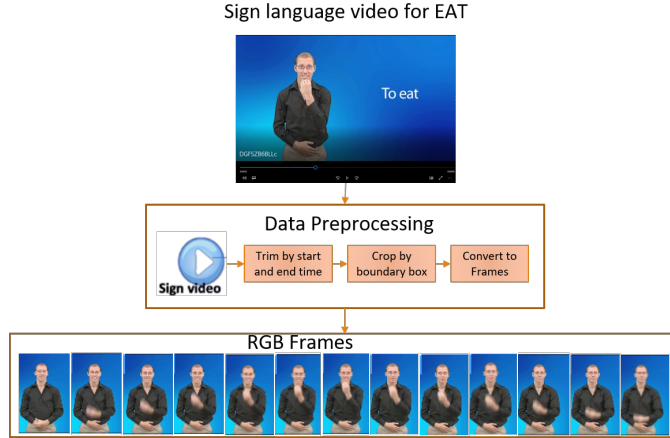 Sign language video for EAT
To eat
DGFSZB6BLLc
Data Preprocessing
Sign video
Trim by start
and end time
Crop by
boundary box
Convert to
Frames
RGB Frames